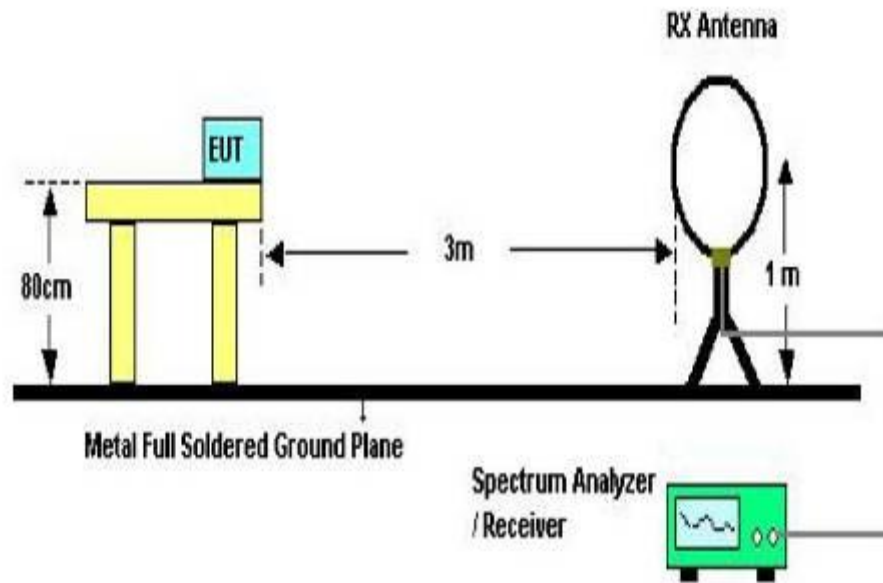 RX Antenna
EUT
3m
80cm
1 m
Metal Full Soldered Ground Plane
Spectrum Analyzer
/ Receiver